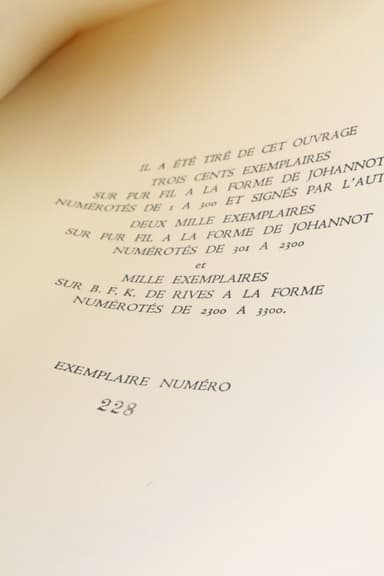 IL A ÉTÉ TIRÉ DE CET OUVRAGE
TROIS CENTS EXEMPLAIRES
SUR PUR FIL A LA FORME DE JOHANNOT
NUMÉROTÉS DE 1 A 300 ET SIGNÉS PAR L'AUT
DEUX MILLE EXEMPLAIRES
SUR PUR FIL A LA FORME DE JOHANNOT
NUMÉROTÉS DE 301 A 2300
et
MILLE EXEMPLAIRES
SUR B. F. K. DE RIVES A LA FORME
NUMÉROTÉS DE 2300 A 3300.
EXEMPLAIRE NUMÉRO
228